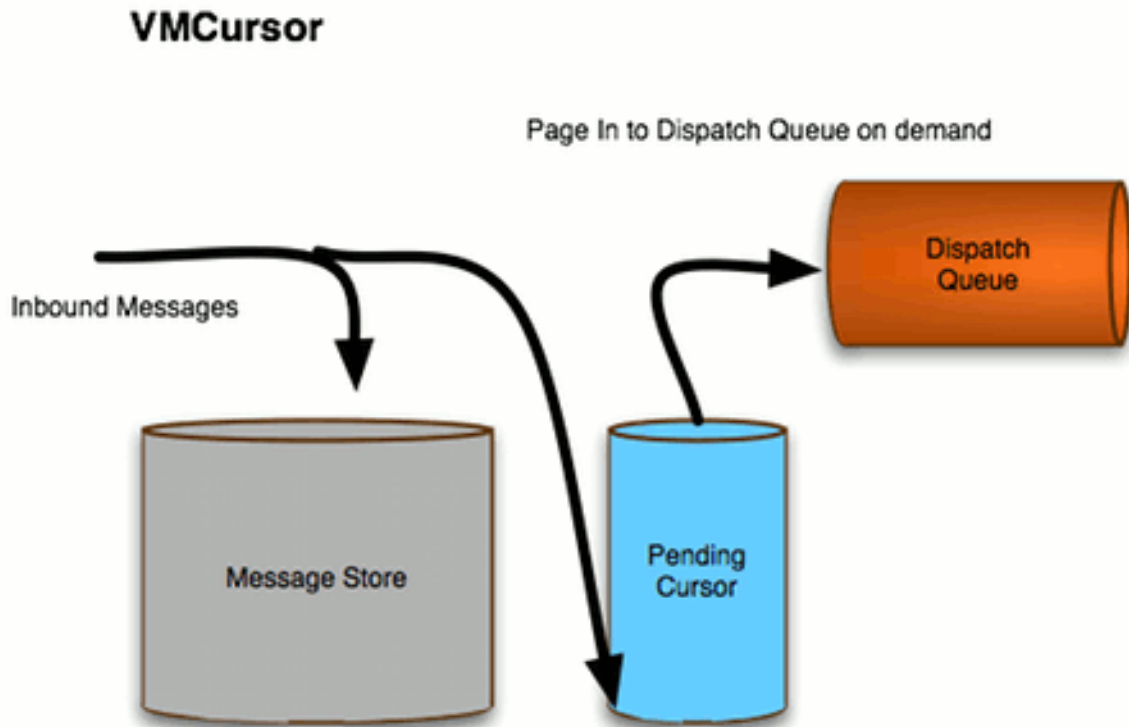 VMCursor
Page In to Dispatch Queue on demand
Dispatch
Queue
Inbound Messages
Message Store
Pending
Cursor